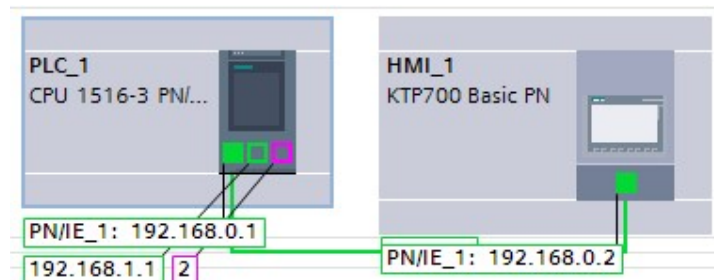 PLC_1
CPU 1516-3 PN/...
HMI_1
KTP700 Basic PN
PN/IE_1: 192.168.0.1
192.168.1.1
2
PN/IE_1: 192.168.0.2